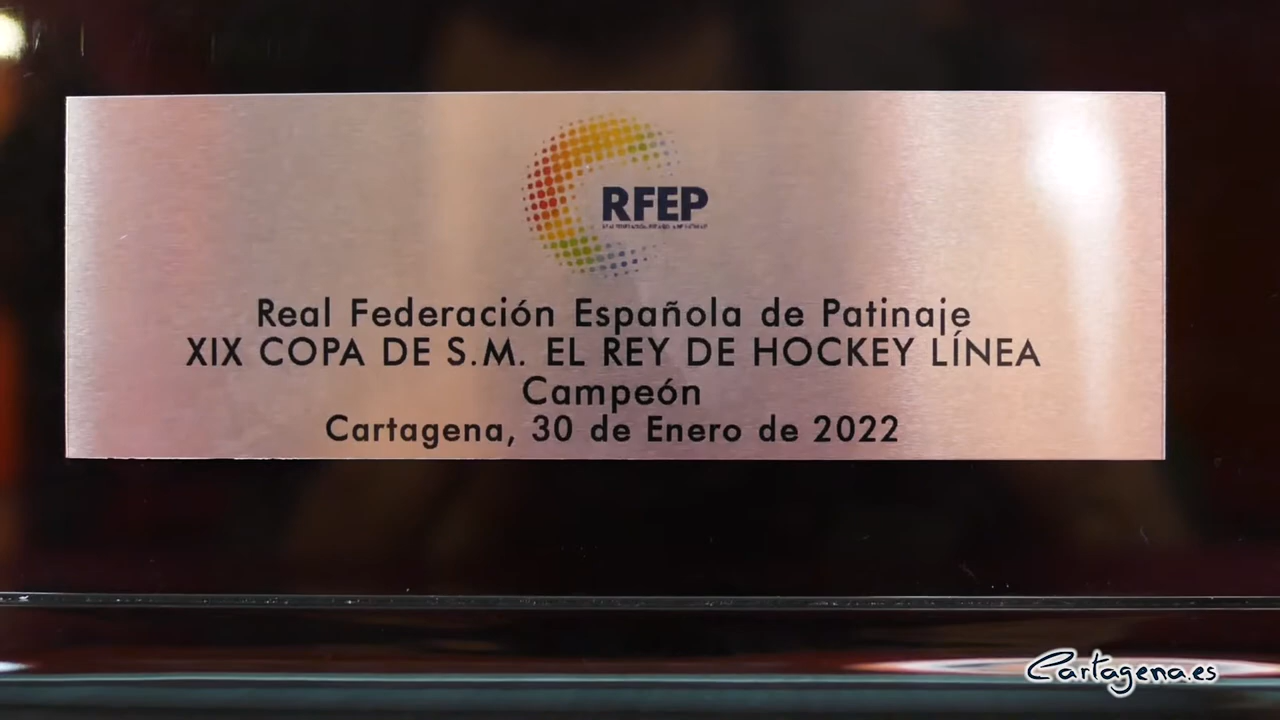 RFEP
Real Federación Española de Patinaje
XIX COPA DE S.M. EL REY DE HOCKEY LÍNEA
Campeón
Cartagena, 30 de Enero de 2022
Cartagena.es